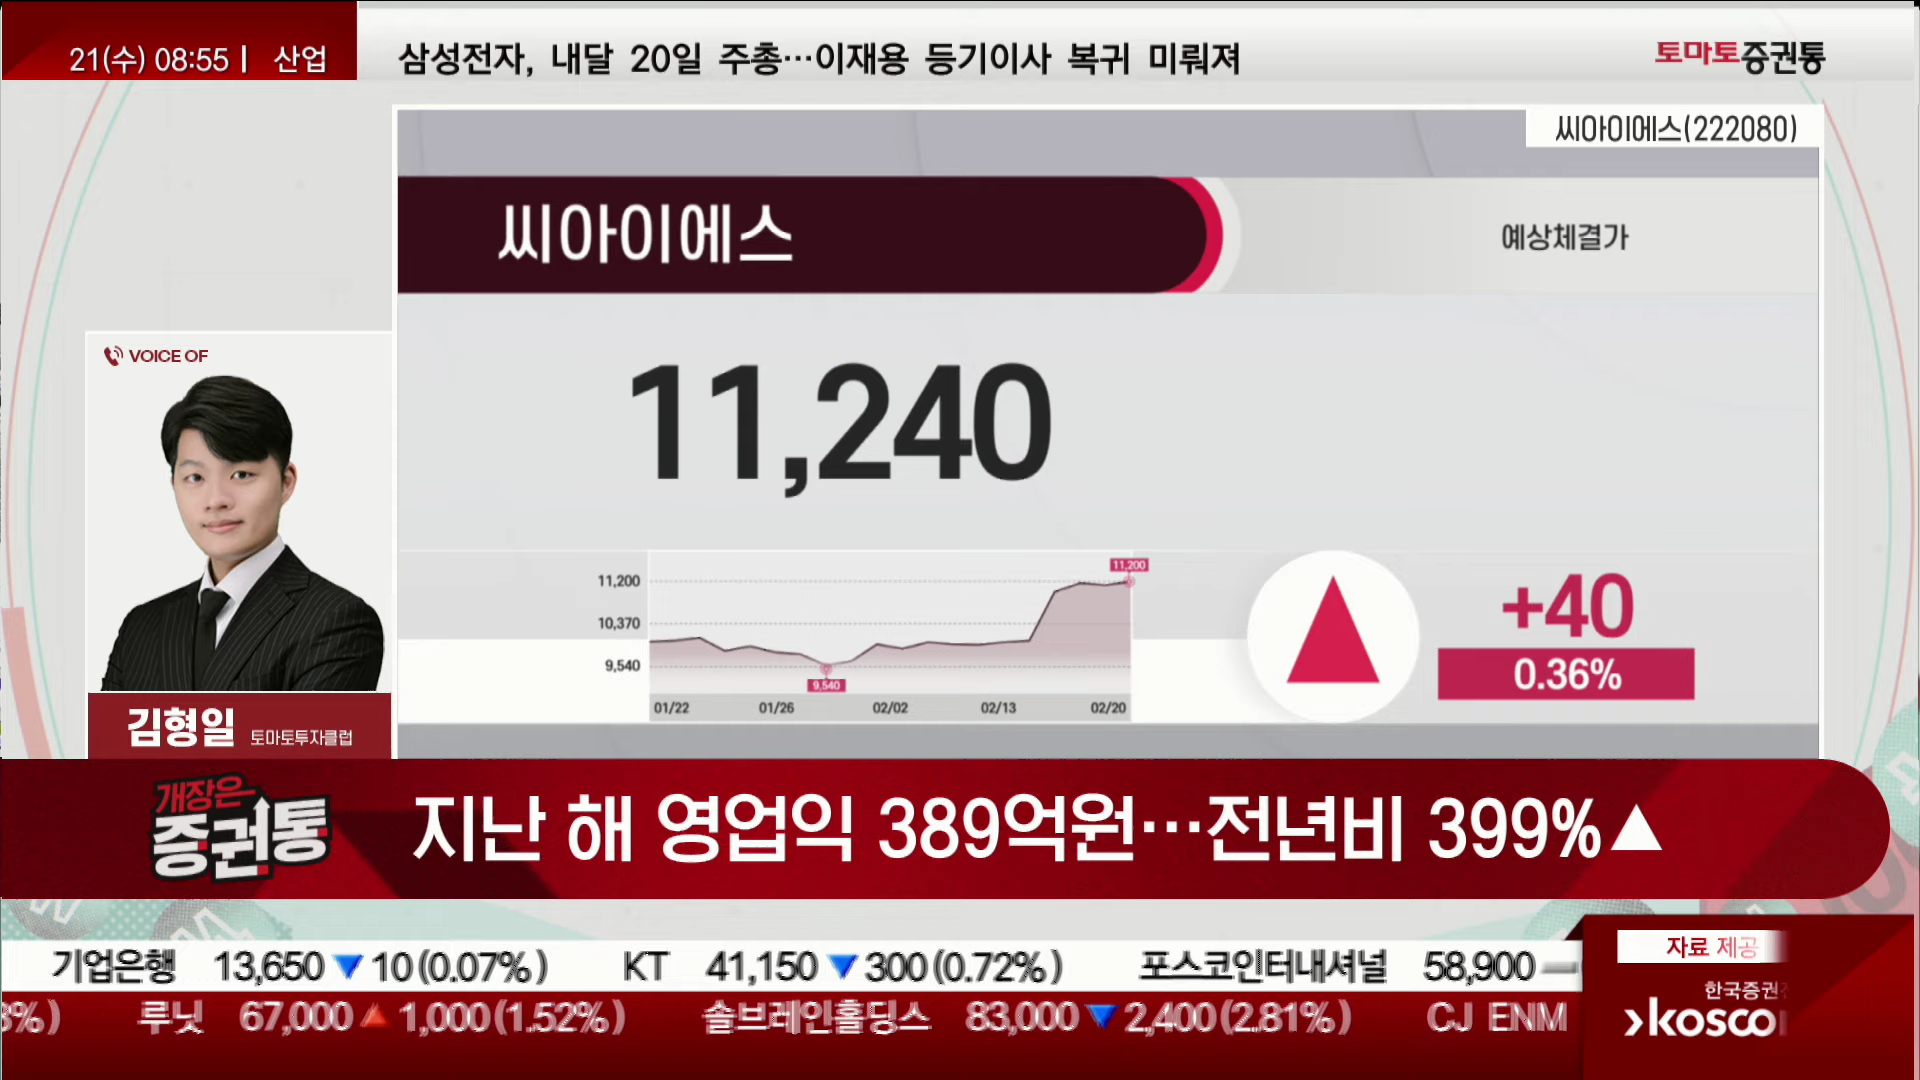 21(수) 08:55 | 산업
삼성전자, 내달 20일 주총…이재용 등기이사 복귀 미뤄져
토마토증권통
씨아이에스(222080)
씨아이에스
예상체결가
11,240
VOICE OF
11,200
10,370
9,540
11,200
9,540
01/22 01/26 02/02 02/13 02/20
+40
0.36%
김형일 토마토투자클럽
개장은
증권통
지난 해 영업익 389억원…전년비 399%▲
기업은행 13,650 ▼ 10(0.07%) KT 41,150 ▼ 300(0.72%) 포스코인터내셔널 58,900
%) 루닛 67,000 ▲ 1,000(1.52%) 솔브레인홀딩스 83,000 ▼ 2,400(2.81%) CJ ENM
자료 제공
한국증권
koscom